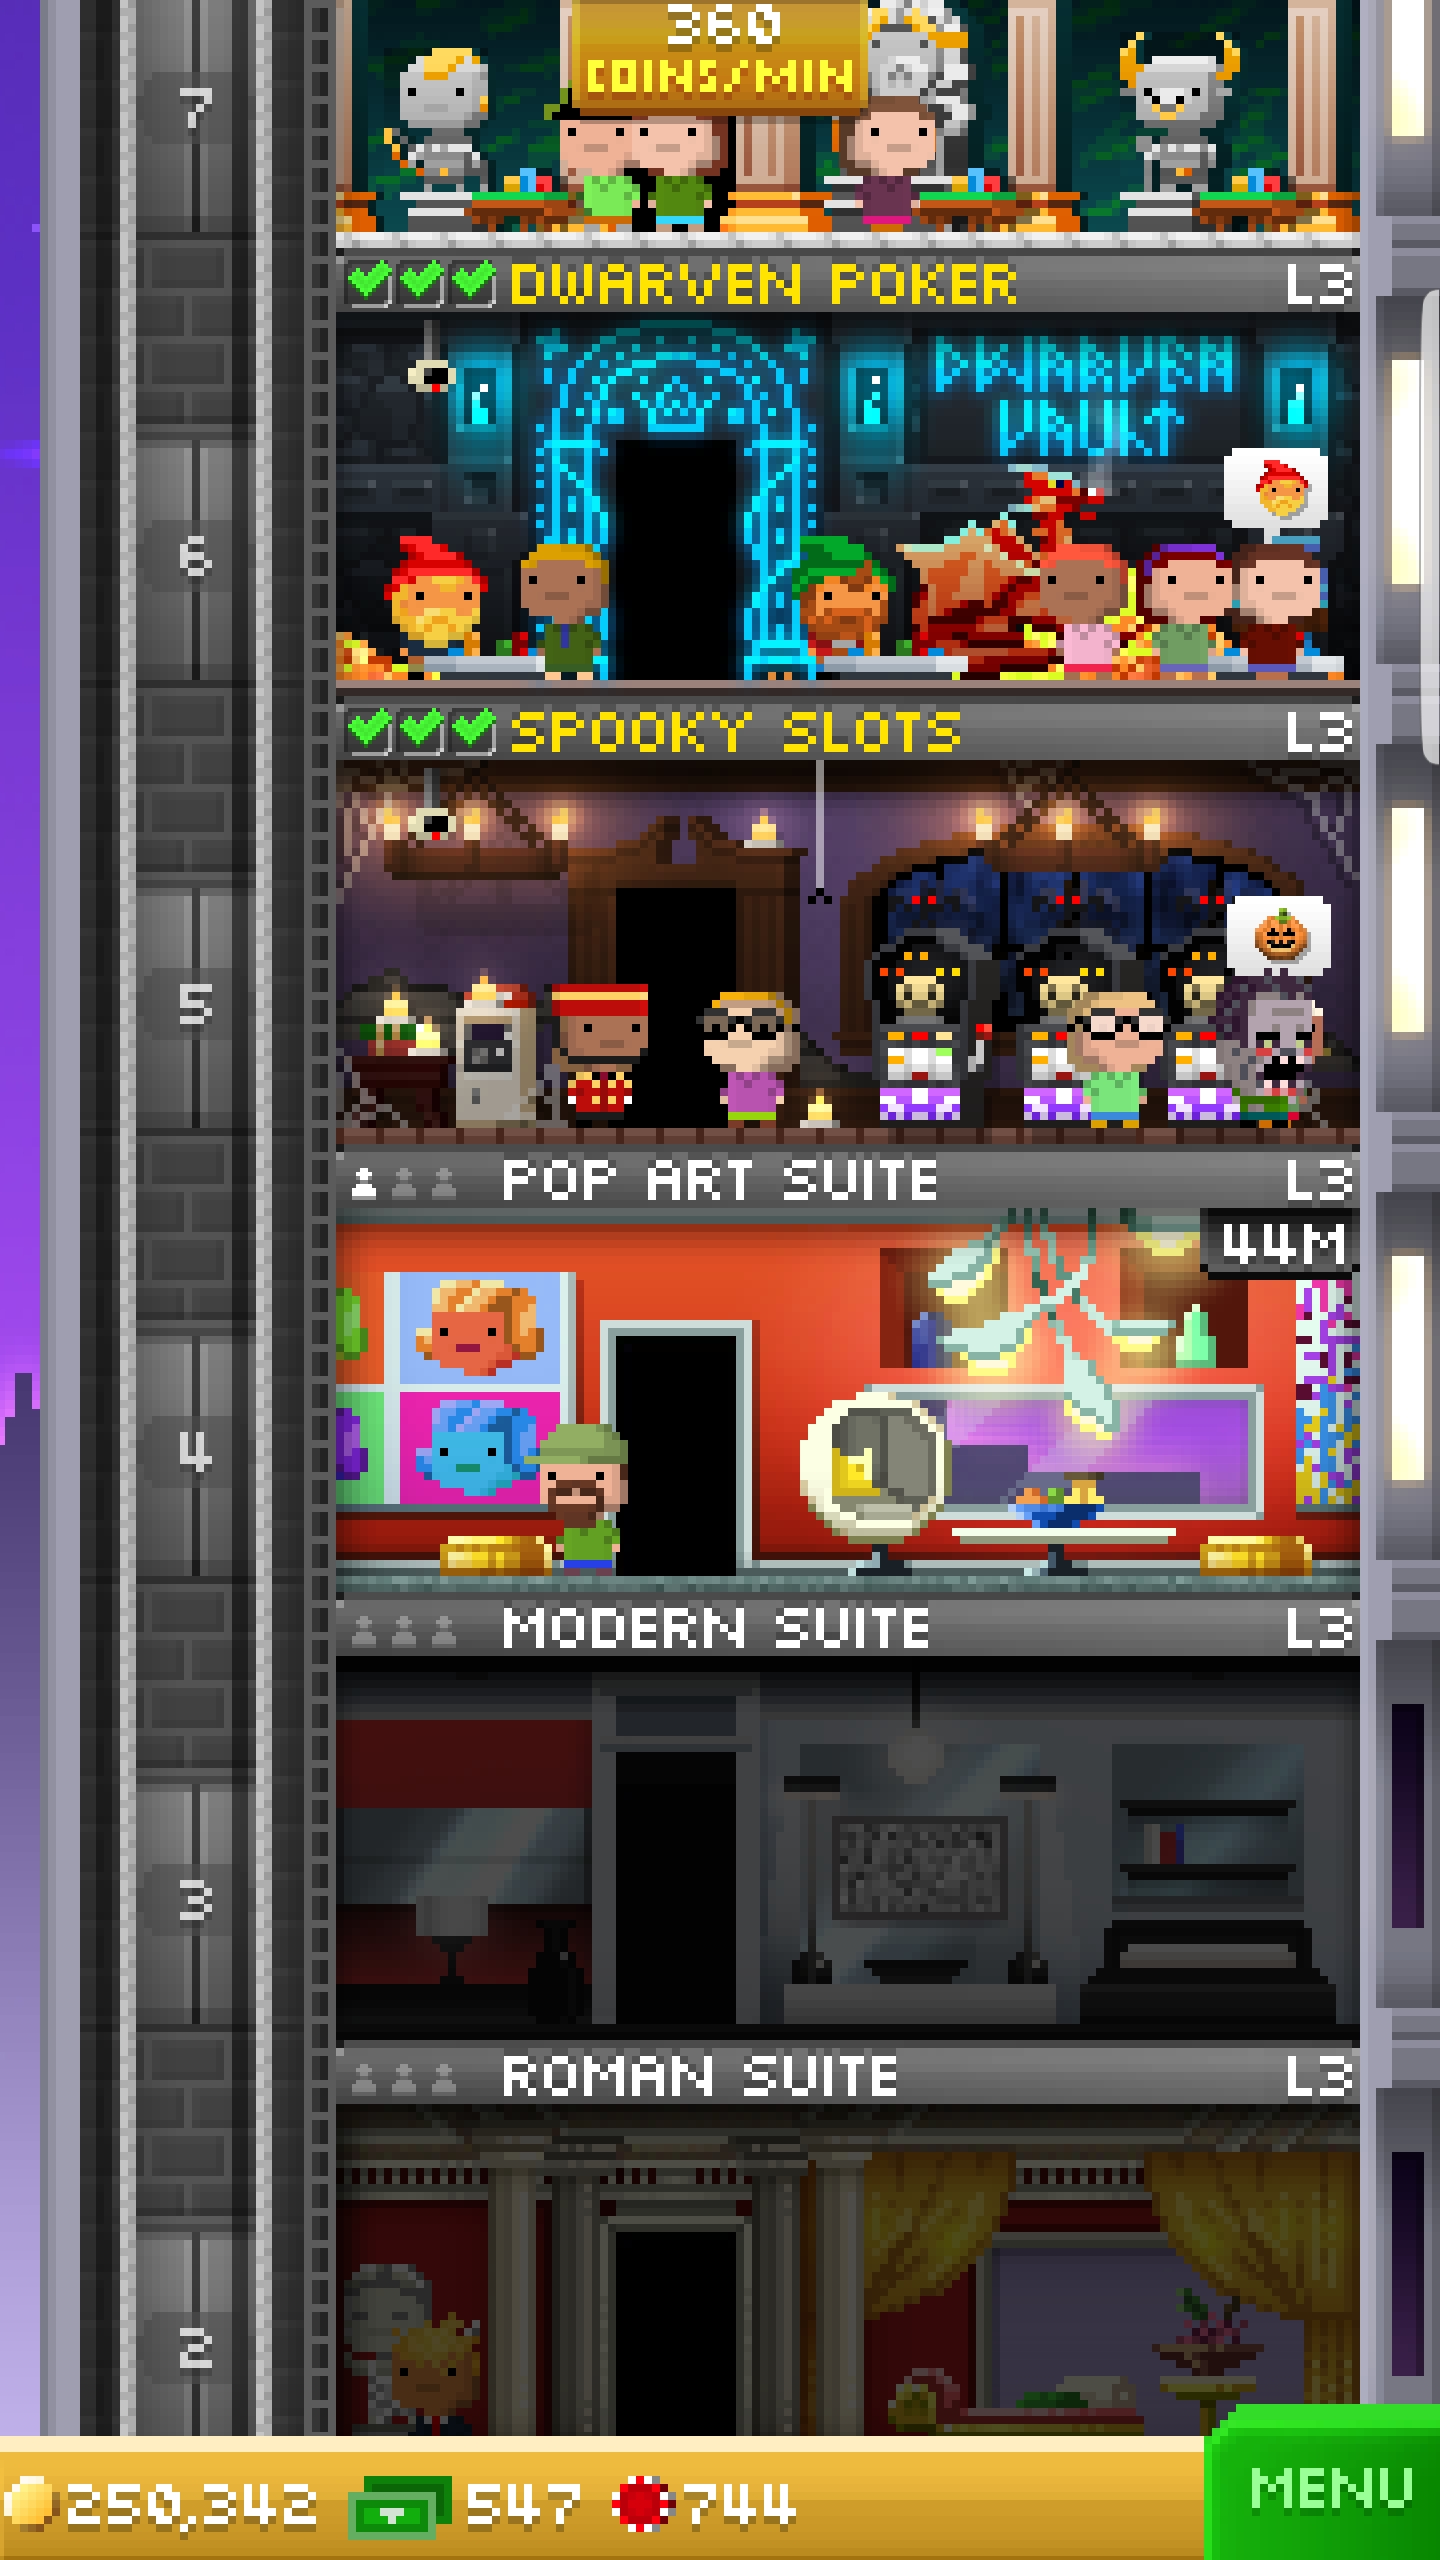 360
COINS/MIN
7
DWARVEN POKER L3
DWARVEN
VAULT
6
SPOOKY SLOTS L3
5
POP ART SUITE L3
44M
4
MODERN SUITE L3
3
ROMAN SUITE L3
2
250,342 547 744
MENU